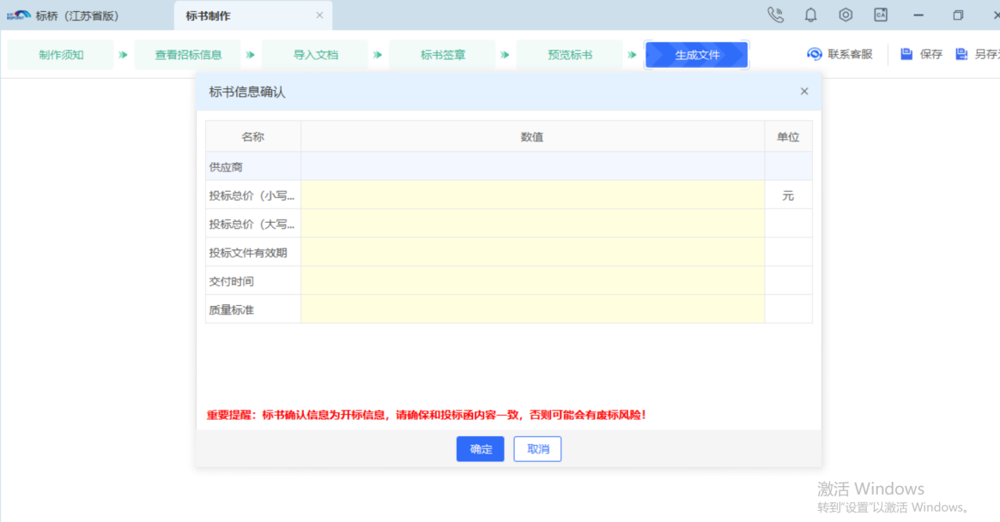 标桥（江苏省版）
标书制作
CA
制作须知
查看招标信息
导入文档
标书签章
预览标书
生成文件
联系客服
保存
另存
标书信息确认
名称 数值 单位
供应商
投标总价（小写... 元
投标总价（大写...
投标文件有效期
交付时间
质量标准
重要提醒：标书确认信息为开标信息，请确保和投标函内容一致，否则可能会有废标风险！
确定
取消
激活 Windows
转到"设置"以激活 Windows。